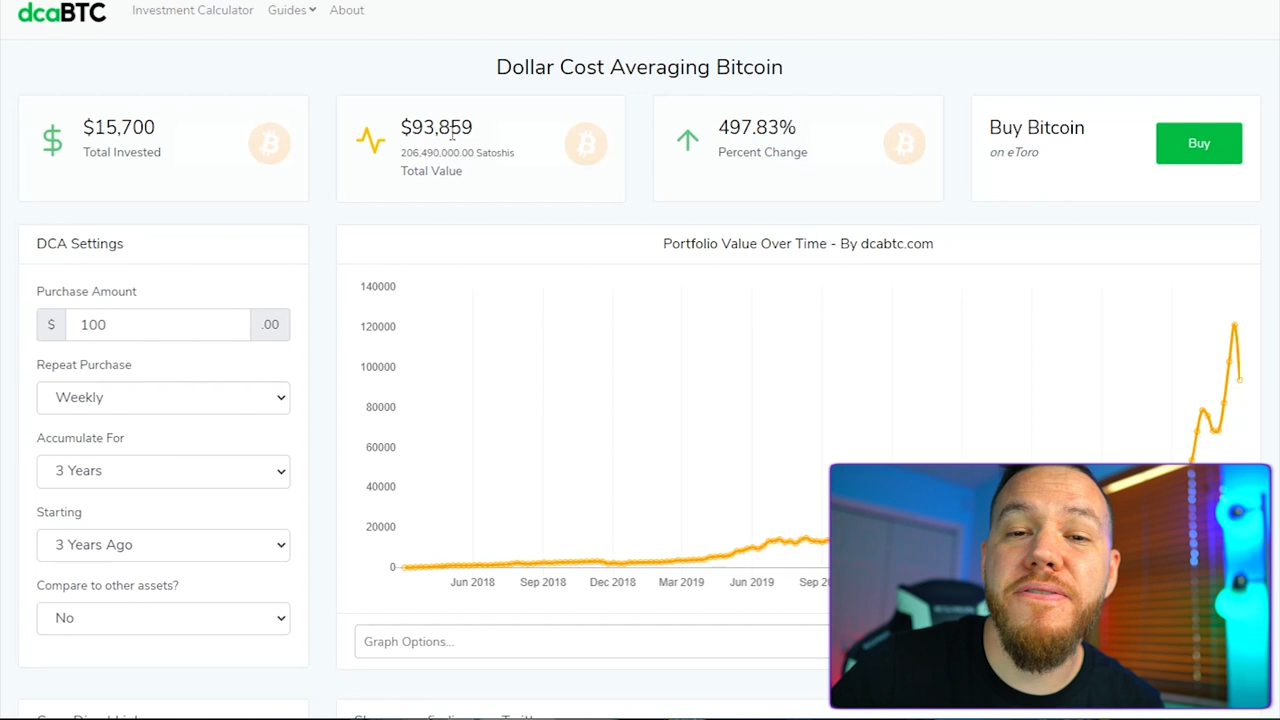 dcaBTC
Investment Calculator
Guides
About
Dollar Cost Averaging Bitcoin
$15,700
Total Invested
$93,859
206,490,000.00 Satoshis
Total Value
497.83%
Percent Change
Buy Bitcoin
on eToro
Buy
DCA Settings
Purchase Amount
$ 100 .00
Repeat Purchase
Weekly
Accumulate For
3 Years
Starting
3 Years Ago
Compare to other assets?
No
Portfolio Value Over Time - By dcabtc.com
140000
120000
100000
80000
60000
40000
20000
0
Jun 2018 Sep 2018 Dec 2018 Mar 2019 Jun 2019 Sep
Graph Options...